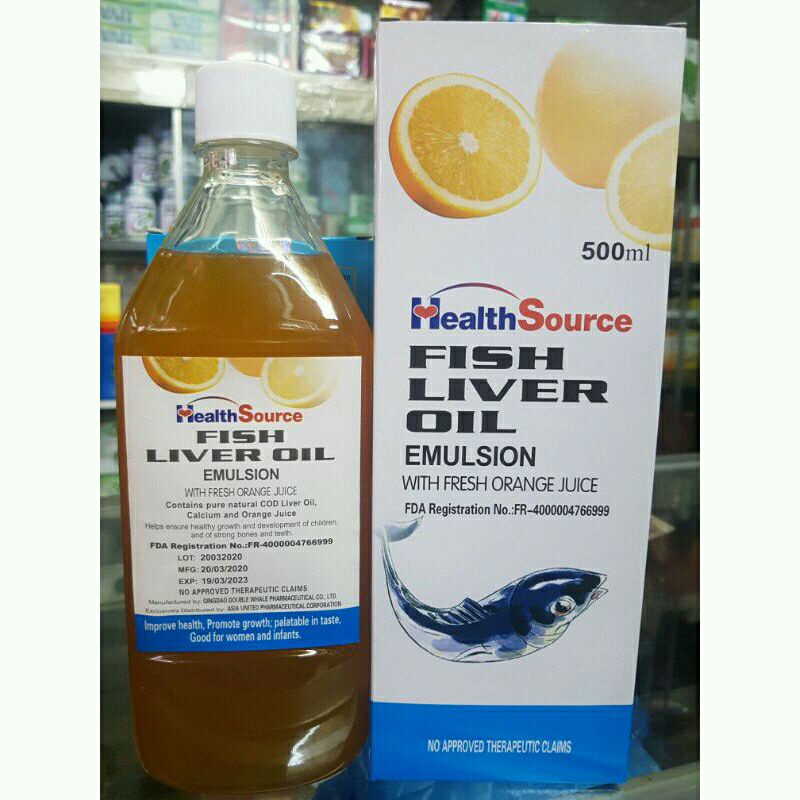 HealthSource
FISH
LIVER OIL
EMULSION
WITH FRESH ORANGE JUICE
Contains pure natural COD Liver Oil,
Calcium and Orange Juice
Helps ensure healthy growth and development of children,
and of strong bones and teeth.
FDA Registration No.:FR-4000004766999
LOT: 20032020
MFG: 20/03/2020
EXP: 19/03/2023
NO APPROVED THERAPEUTIC CLAIMS
Manufactured by: QINGDAO DOUBLE WHALE PHARMACEUTICAL CO., LTD.
Exclusively Distributed by: ASIA UNITED PHARMACEUTICAL CORPORATION
Improve health, Promote growth; palatable in taste,
Good for women and infants.
500ml
HealthSource
FISH
LIVER
OIL
EMULSION
WITH FRESH ORANGE JUICE
FDA Registration No.:FR-4000004766999
NO APPROVED THERAPEUTIC CLAIMS